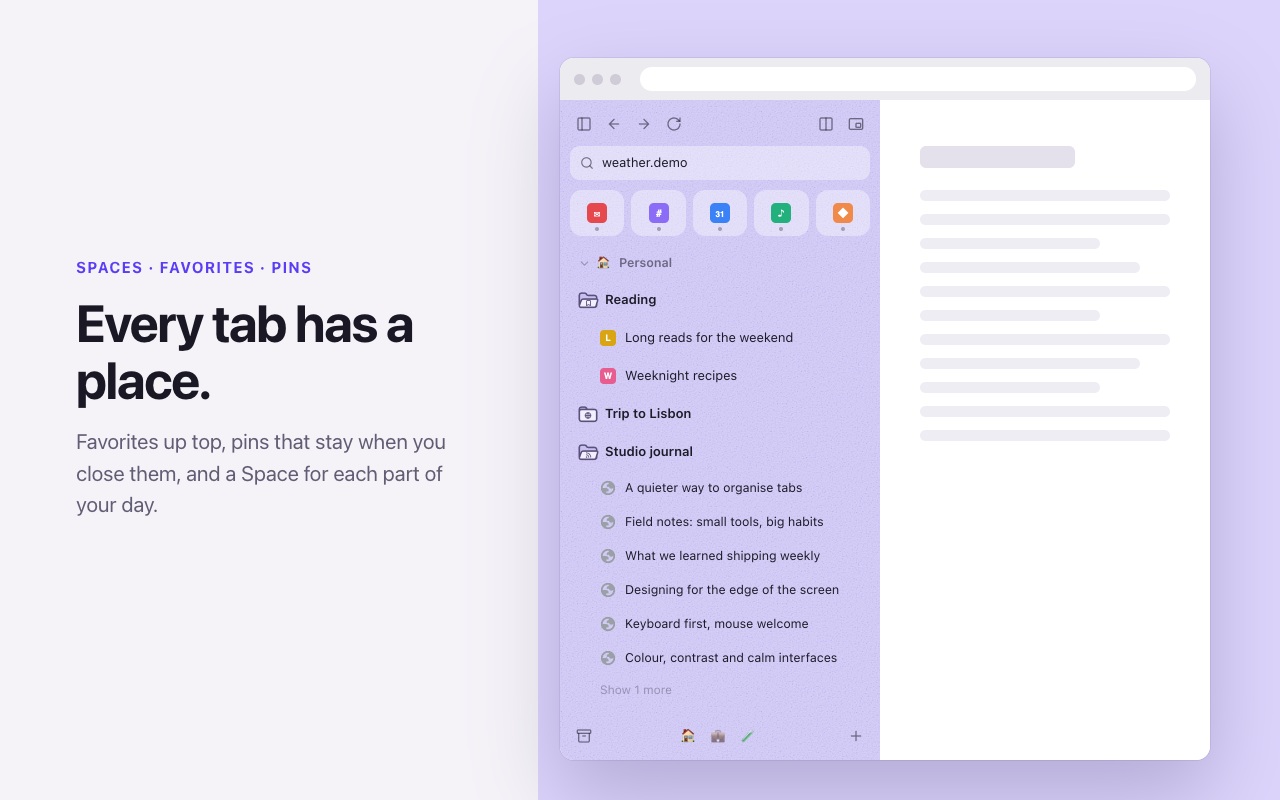 SPACES · FAVORITES · PINS
Every tab has a
place.
Favorites up top, pins that stay when you
close them, and a Space for each part of
your day.
weather.demo
# 31
Personal
Reading
L Long reads for the weekend
W Weeknight recipes
Trip to Lisbon
Studio journal
A quieter way to organise tabs
Field notes: small tools, big habits
What we learned shipping weekly
Designing for the edge of the screen
Keyboard first, mouse welcome
Colour, contrast and calm interfaces
Show 1 more